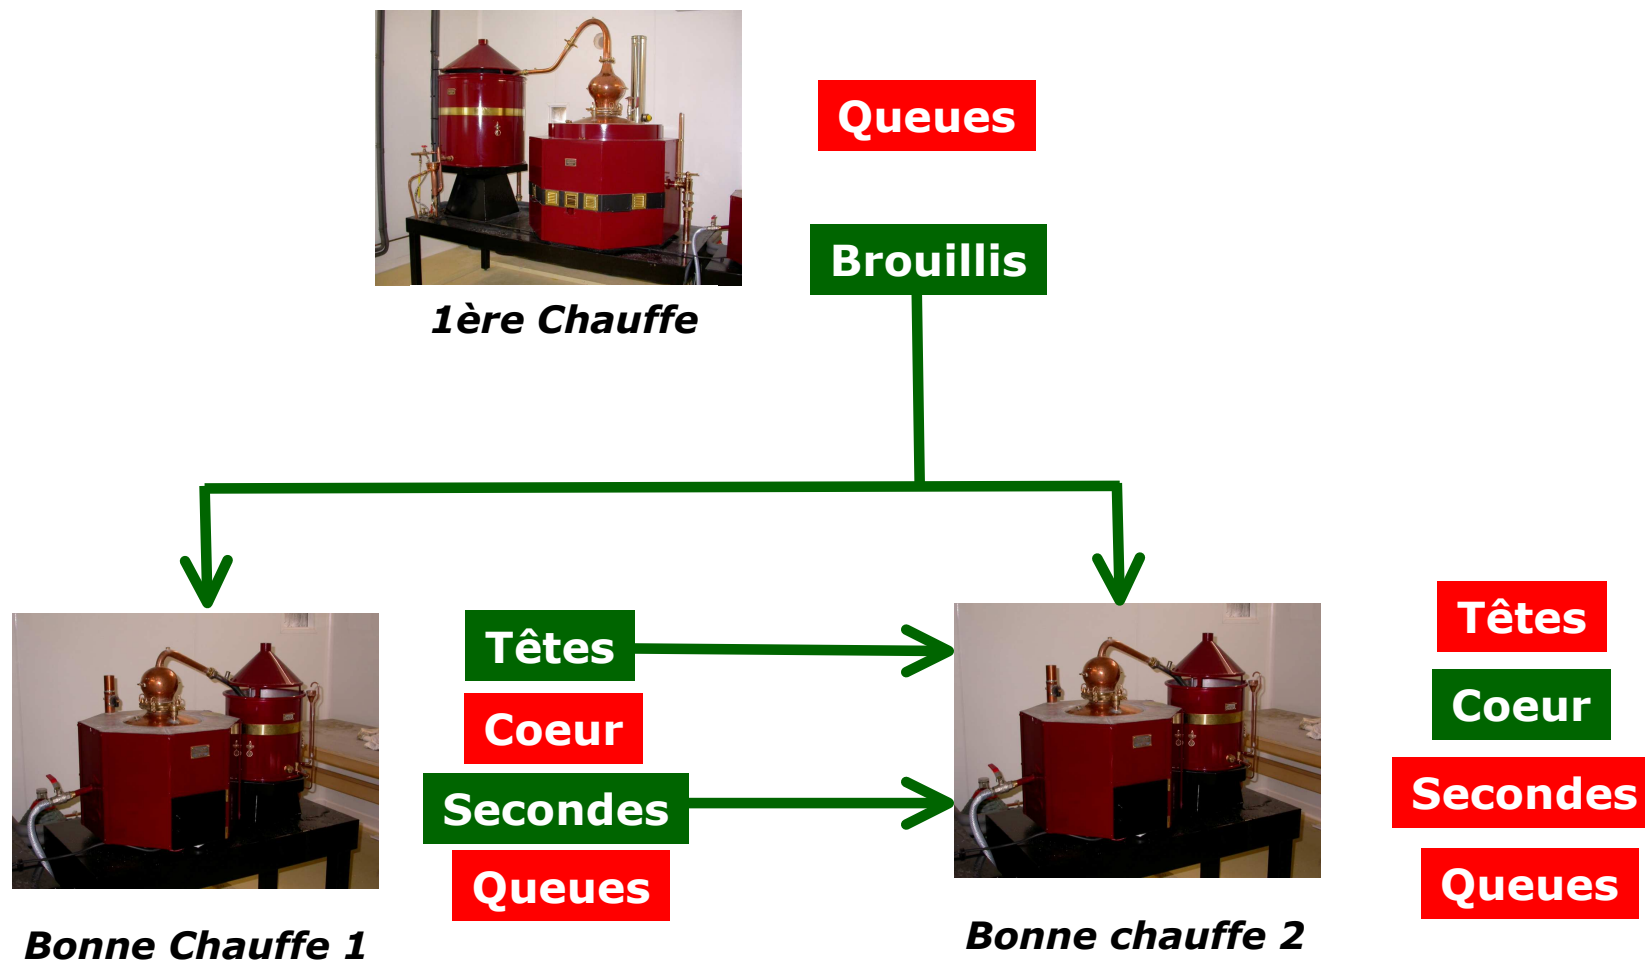 Queues
Brouillis
1ère Chauffe
Têtes
Coeur
Secondes
Queues
Bonne Chauffe 1
Têtes
Coeur
Secondes
Queues
Bonne chauffe 2